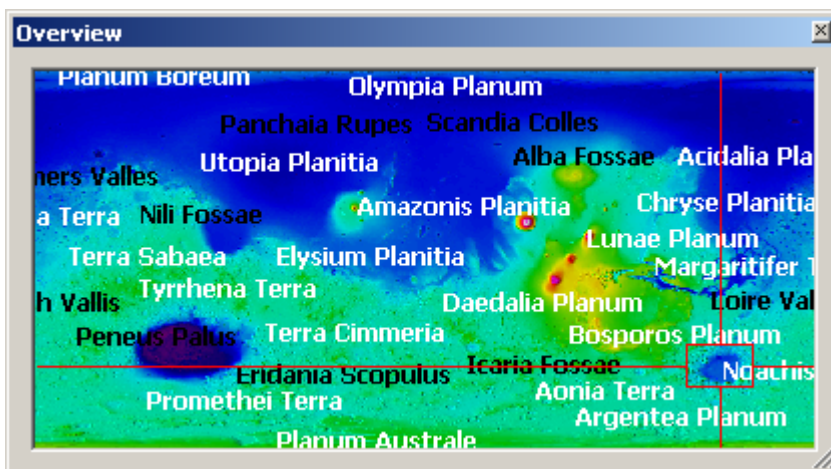 Overview
Planum Boreum
Olympia Planum
Panchaia Rupes Scandia Colles
Utopia Planitia
Alba Fossae
Acidalia Pla
ners Valles
a Terra
Nili Fossae
Amazonis Planitia
Chryse Planitia
Lunae Planum
Terra Sabaea
Elysium Planitia
Margaritifer T
h Vallis
Tyrrhena Terra
Daedalia Planum
Loire Val
Peneus Palus
Terra Cimmeria
Bosporos Planum
Eridania Scopulus
Icaria Fossae
Noachis
Promethei Terra
Aonia Terra
Argentea Planum
Planum Australe